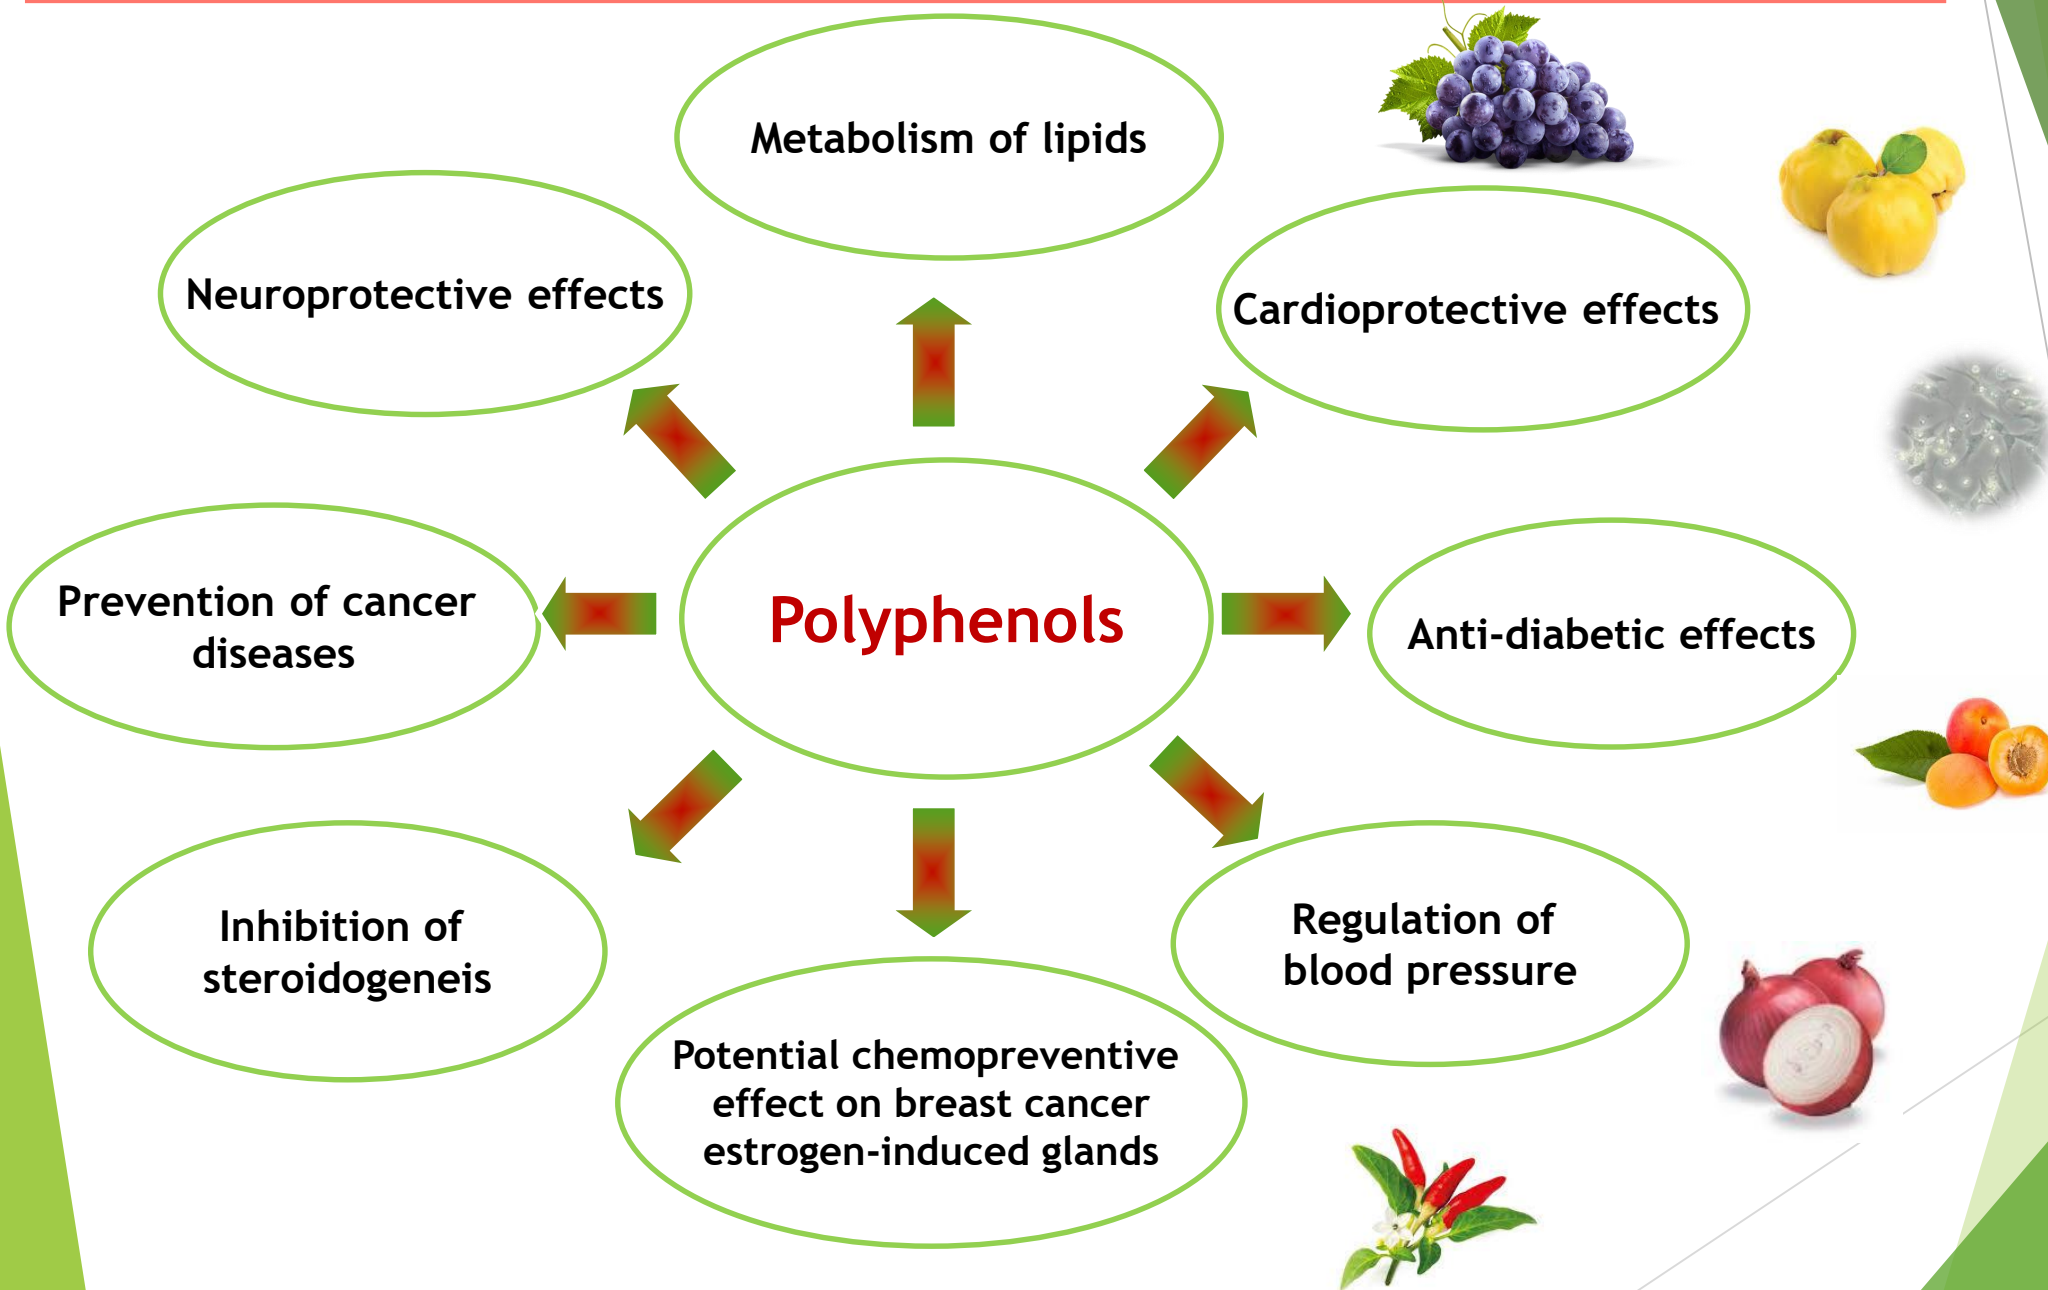 Metabolism of lipids
Neuroprotective effects
Cardioprotective effects
Prevention of cancer
diseases
Polyphenols
Anti-diabetic effects
Inhibition of
steroidogeneis
Regulation of
blood pressure
Potential chemopreventive
effect on breast cancer
estrogen-induced glands